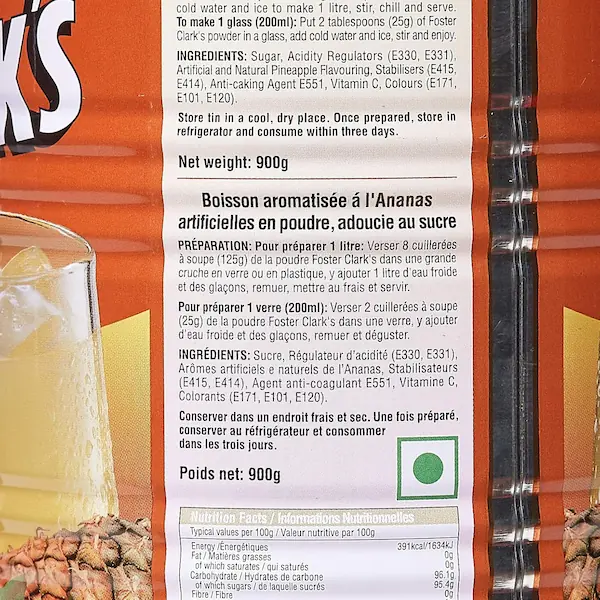 K'S
cold water and ice to make 1 litre, stir, chill and serve.
To make 1 glass (200ml): Put 2 tablespoons (25g) of Foster
Clark's powder in a glass, add cold water and ice, stir and enjoy.
INGREDIENTS: Sugar, Acidity Regulators (E330, E331),
Artificial and Natural Pineapple Flavouring, Stabilisers (E415,
E414), Anti-caking Agent E551, Vitamin C, Colours (E171,
E101, E120).
Store tin in a cool, dry place. Once prepared, store in
refrigerator and consume within three days.
Net weight: 900g
Boisson aromatisée á l'Ananas
artificielles en poudre, adoucie au sucre
PRÉPARATION: Pour préparer 1 litre: Verser 8 cuillerées
à soupe (125g) de la poudre Foster Clark's dans une grande
cruche en verre ou en plastique, y ajouter 1 litre d'eau froide
et des glaçons, remuer, mettre au frais et servir.
Pour préparer 1 verre (200ml): Verser 2 cuillerées à soupe
(25g) de la poudre Foster Clark's dans une verre, y ajouter
d'eau froide et des glaçons, remuer et déguster.
INGRÉDIENTS: Sucre, Régulateur d'acidité (E330, E331),
Arômes artificiels e naturels de l'Ananas, Stabilisateurs
(E415, E414), Agent anti-coagulant E551, Vitamine C,
Colorants (E171, E101, E120).
Conserver dans un endroit frais et sec. Une fois préparé,
conserver au réfrigérateur et consommer
dans les trois jours.
Poids net: 900g
Nutrition Facts / Informations Nutritionnelles
Typical values per 100g / Valeur nutritive par 100g
Energy /Énergétiques 391kcal/1634kJ
Fat / Matières grasses 0g
of which saturates / qui saturés 0g
Carbohydrate / Hydrates de carbone 96.1g
of which sugars / de laquelle sucrés 95.4g
Fibre / Fibre 0g